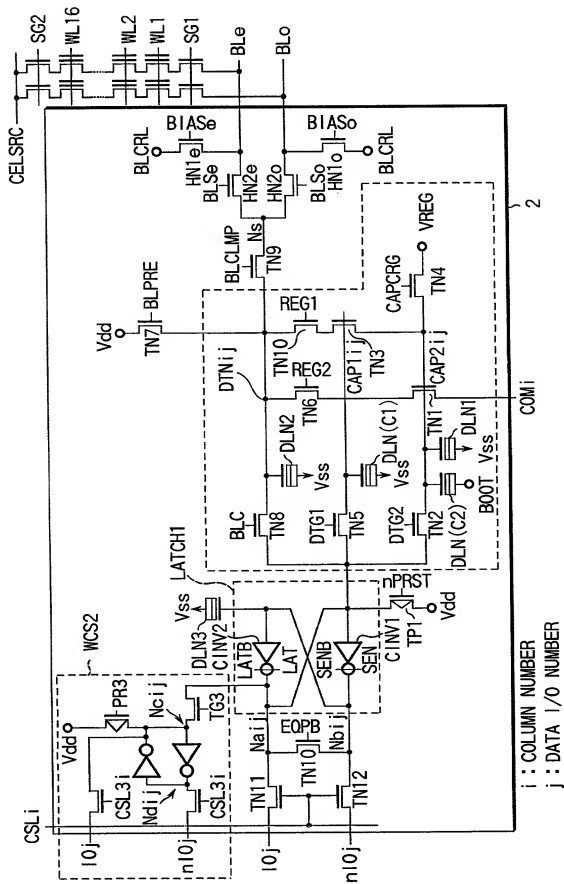 CELSRC
SG2
WL16
WL2
WL1
SG1
BLe
BLo
BLCRL
BIASe
HN1e
BLSe
HN2e
HN2o
BLSo
BIASo
HN1o
BLCRL
2
Ns
BLCLMP
TN9
Vdd
BLPRE
TN7
VREG
CAPCRG
TN4
REG1
TN10
CAP1ij
TN3
DTNij
REG2
TN6
CAP2ij
TN1
COMi
DLN2
Vss
DLN(C1)
Vss
DLN1
Vss
DLN(C2)
BOOT
BLC
TN8
DTG1
TN5
DTG2
TN2
LATCH1
nPRST
TP1
Vdd
Vss
DLN3
CINV2
LATB
LAT
SENB
SEN
CINV1
WCS2
Vdd
PR3
Ncij
TG3
Ndij
CSL3i
CSL3i
Naij
EQPB
TN10
Nbij
TN11
TN12
CSLi
IOj
nIOj
IOj
nIOj
i : COLUMN NUMBER
j : DATA I/O NUMBER